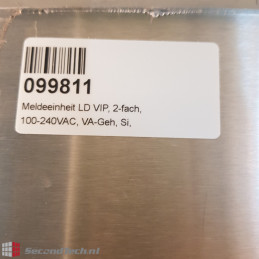 099811
Meldeeinheit LD VIP, 2-fach,
100-240VAC, VA-Geh, Si,
Secondtech.nl